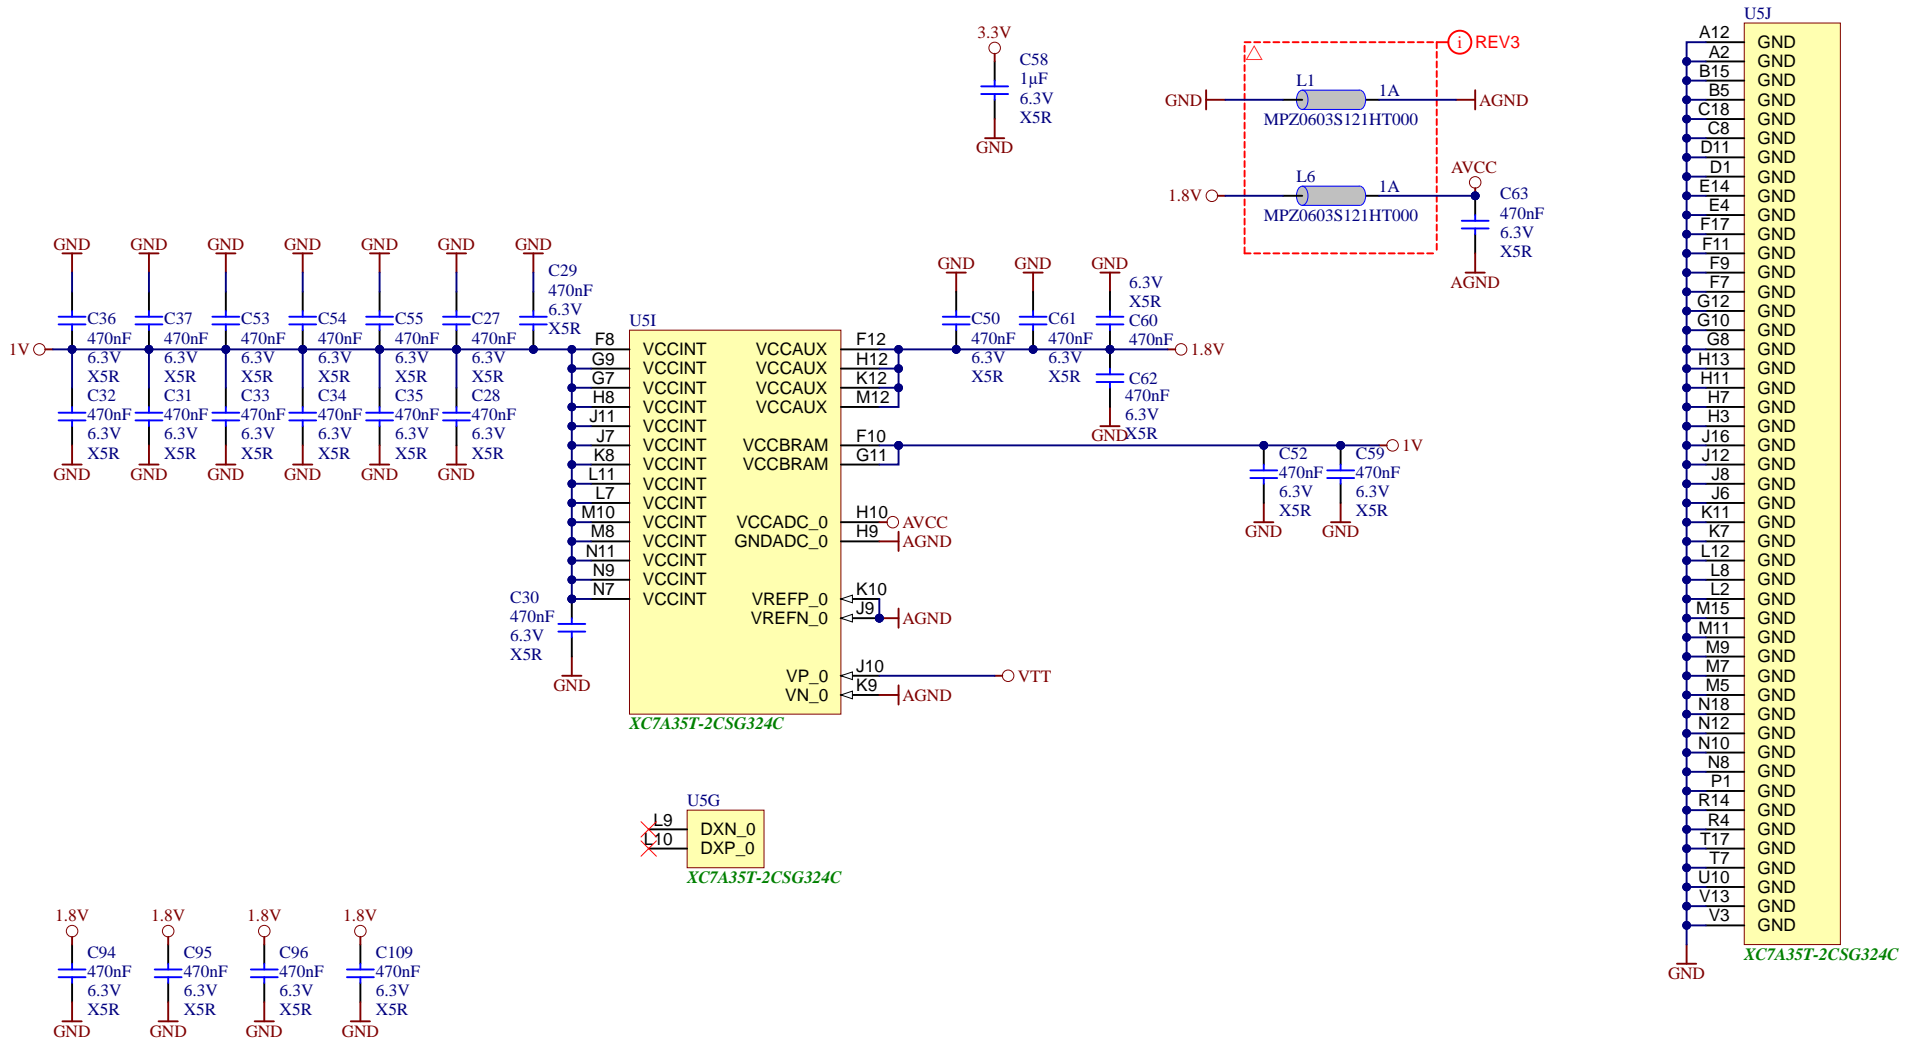 3.3V
C58
1µF
6.3V
X5R
GND
REV3
i
GND
L1
1A
AGND
MPZ0603S121HT000
1.8V
L6
1A
MPZ0603S121HT000
AVCC
C63
470nF
6.3V
X5R
AGND
GND GND GND GND GND GND GND
C29
470nF
6.3V
X5R
C36 C37 C53 C54 C55 C27
470nF 470nF 470nF 470nF 470nF 470nF
1V
6.3V 6.3V 6.3V 6.3V 6.3V 6.3V
X5R X5R X5R X5R X5R X5R
C32 C31 C33 C34 C35 C28
470nF 470nF 470nF 470nF 470nF 470nF
6.3V 6.3V 6.3V 6.3V 6.3V 6.3V
X5R X5R X5R X5R X5R X5R
GND GND GND GND GND GND
C30
470nF
6.3V
X5R
GND
U5I
F8 VCCINT
G9 VCCINT
G7 VCCINT
H8 VCCINT
J11 VCCINT
J7 VCCINT
K8 VCCINT
L11 VCCINT
L7 VCCINT
M10 VCCINT
M8 VCCINT
N11 VCCINT
N9 VCCINT
N7 VCCINT
VCCAUX F12
VCCAUX H12
VCCAUX K12
VCCAUX M12
VCCBRAM F10
VCCBRAM G11
VCCADC_0 H10 AVCC
GNDADC_0 H9 AGND
VREFP_0 K10
VREFN_0 J9 AGND
VP_0 J10 VTT
VN_0 K9 AGND
XC7A35T-2CSG324C
GND GND GND
C50
470nF
6.3V
X5R
C61
470nF
6.3V
X5R
6.3V
X5R
C60
470nF
1.8V
C62
470nF
6.3V
X5R
GND
1V
C52
470nF
6.3V
X5R
GND
C59
470nF
6.3V
X5R
GND
U5G
L9 DXN_0
L10 DXP_0
XC7A35T-2CSG324C
1.8V 1.8V 1.8V 1.8V
C94 C95 C96 C109
470nF 470nF 470nF 470nF
6.3V 6.3V 6.3V 6.3V
X5R X5R X5R X5R
GND GND GND GND
U5J
A12 GND
A2 GND
B15 GND
B5 GND
C18 GND
C8 GND
D11 GND
D1 GND
E14 GND
E4 GND
F17 GND
F11 GND
F9 GND
F7 GND
G12 GND
G10 GND
G8 GND
H13 GND
H11 GND
H7 GND
H3 GND
J16 GND
J12 GND
J8 GND
J6 GND
K11 GND
K7 GND
L12 GND
L8 GND
L2 GND
M15 GND
M11 GND
M9 GND
M7 GND
M5 GND
N18 GND
N12 GND
N10 GND
N8 GND
P1 GND
R14 GND
R4 GND
T17 GND
T7 GND
U10 GND
V13 GND
V3 GND
XC7A35T-2CSG324C
GND